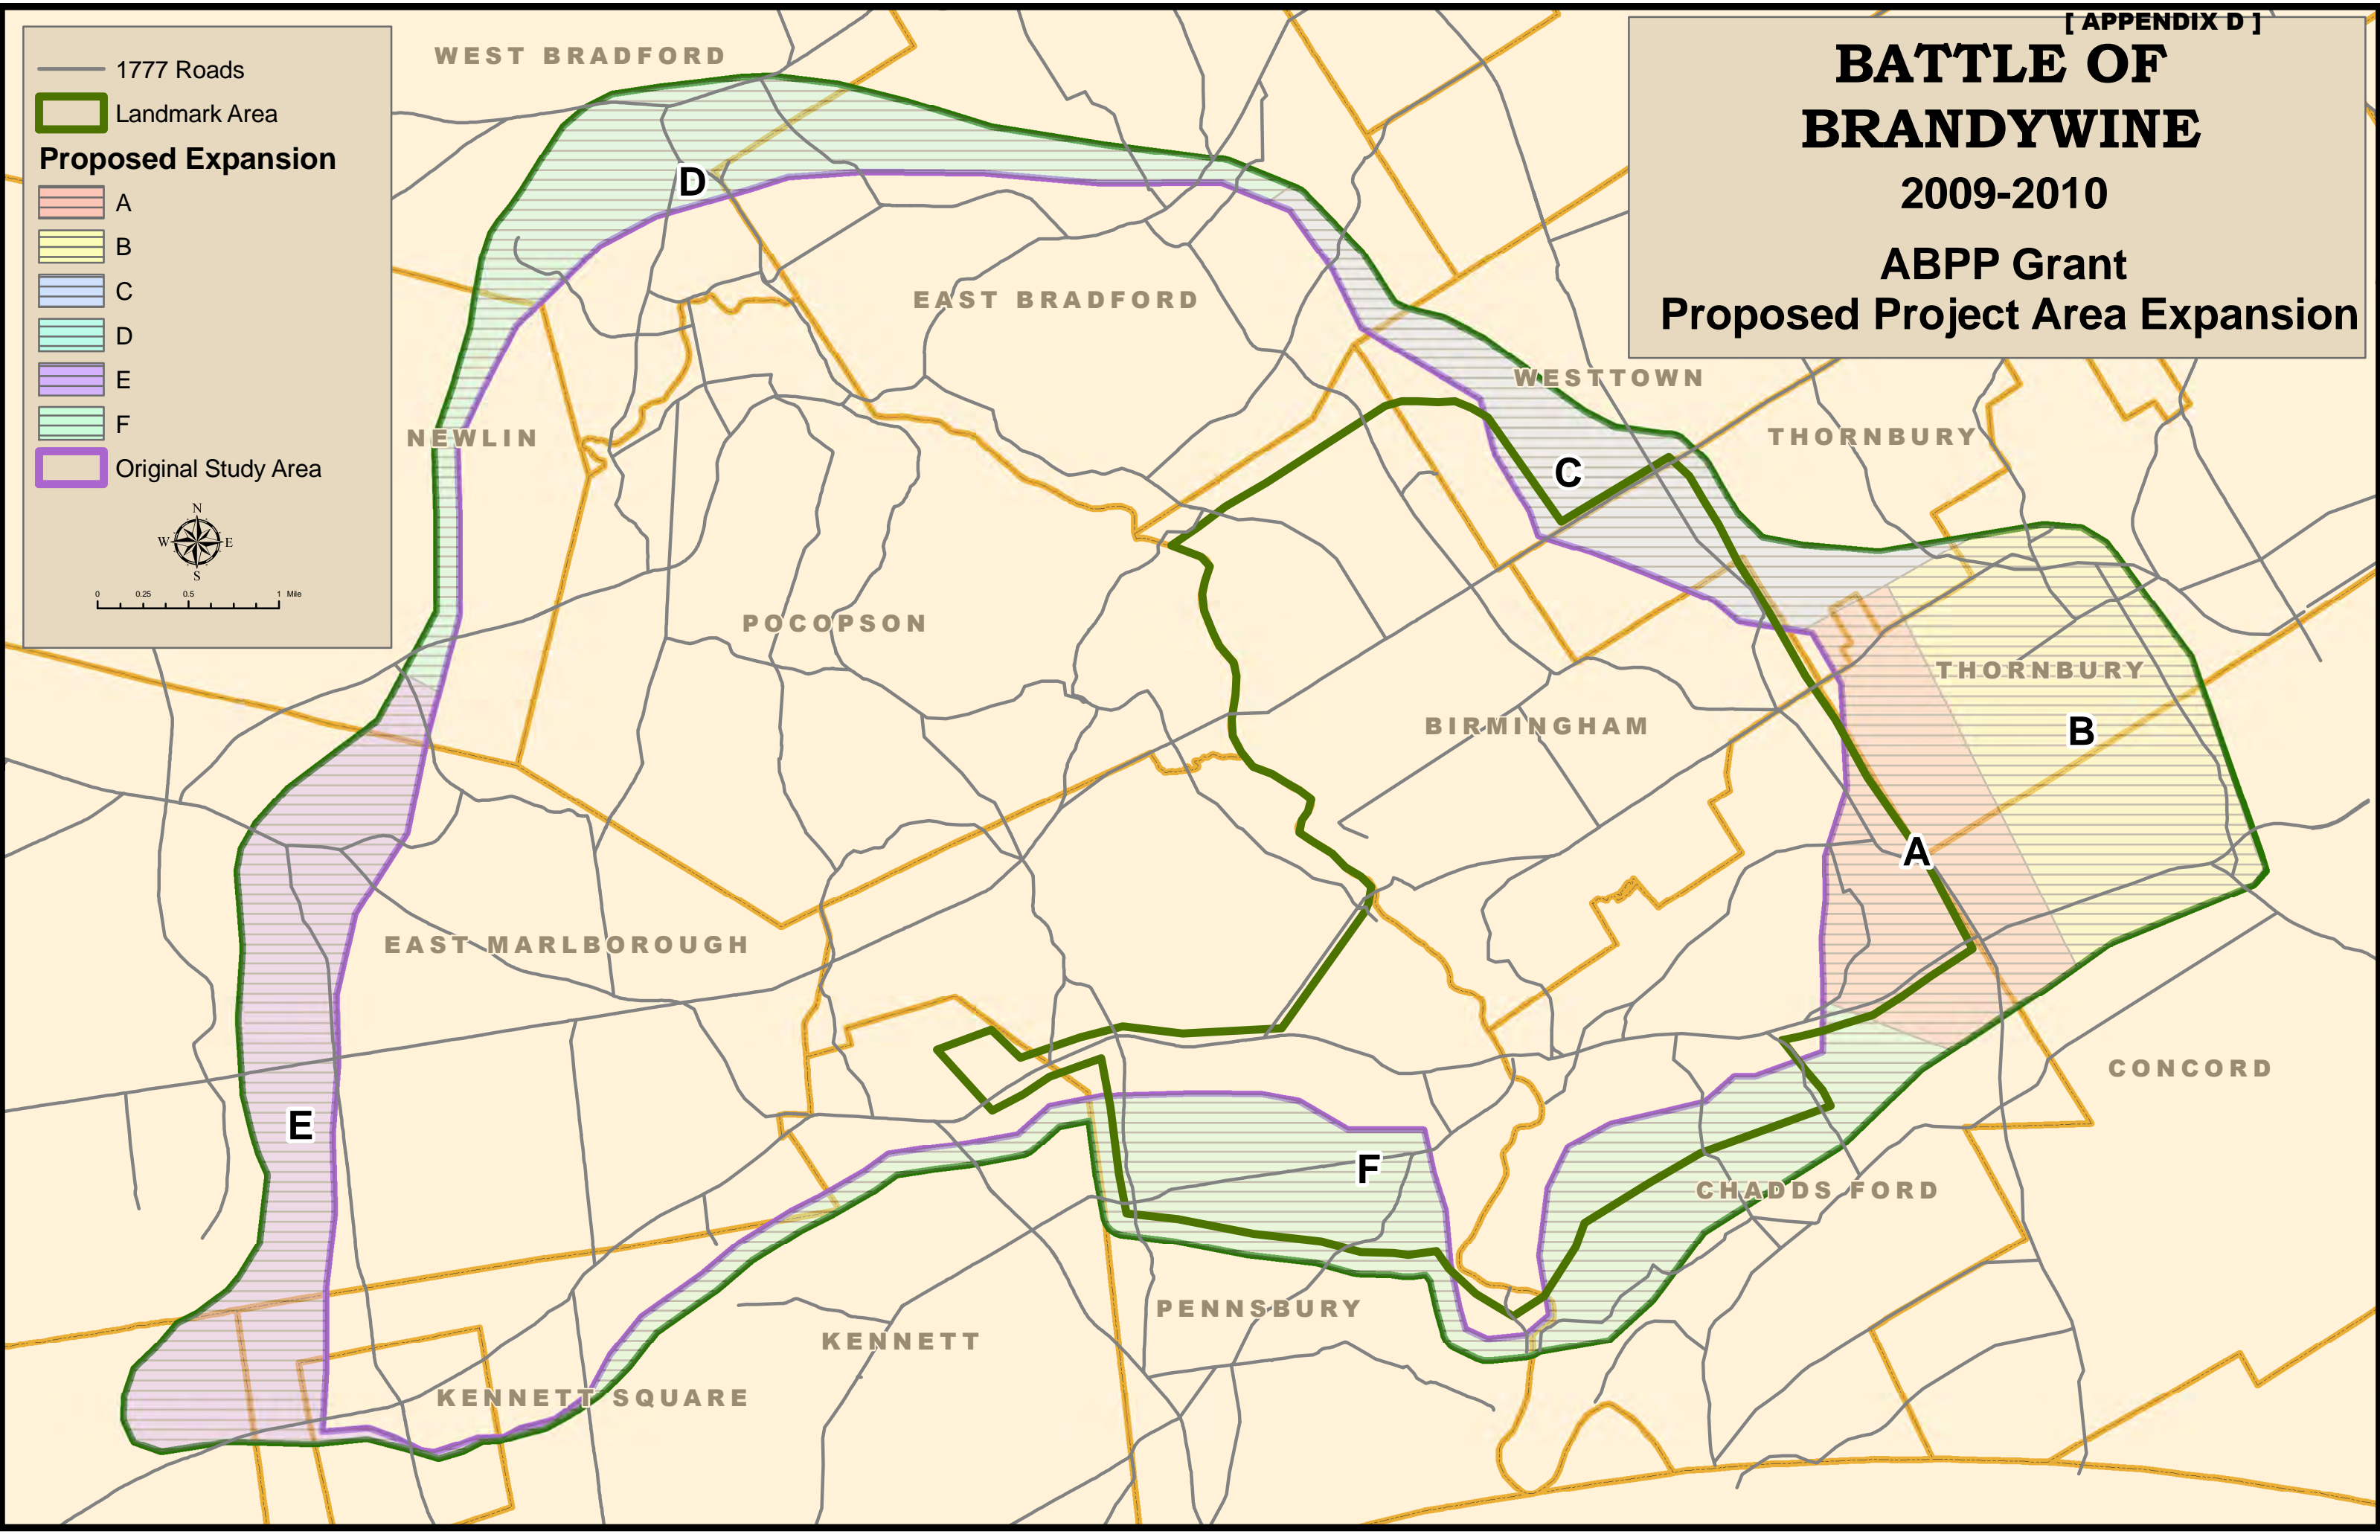 [ APPENDIX D ]
BATTLE OF
BRANDYWINE
2009-2010
ABPP Grant
Proposed Project Area Expansion
1777 Roads
Landmark Area
Proposed Expansion
A
B
C
D
E
F
Original Study Area
N
W E
S
0 0.25 0.5 1 Mile
WEST BRADFORD
D
EAST BRADFORD
WESTTOWN
NEWLIN
THORNBURY
C
POCOPSON
THORNBURY
BIRMINGHAM
B
A
EAST MARLBOROUGH
CONCORD
E
F
CHADDS FORD
PENNSBURY
KENNETT
KENNETT SQUARE